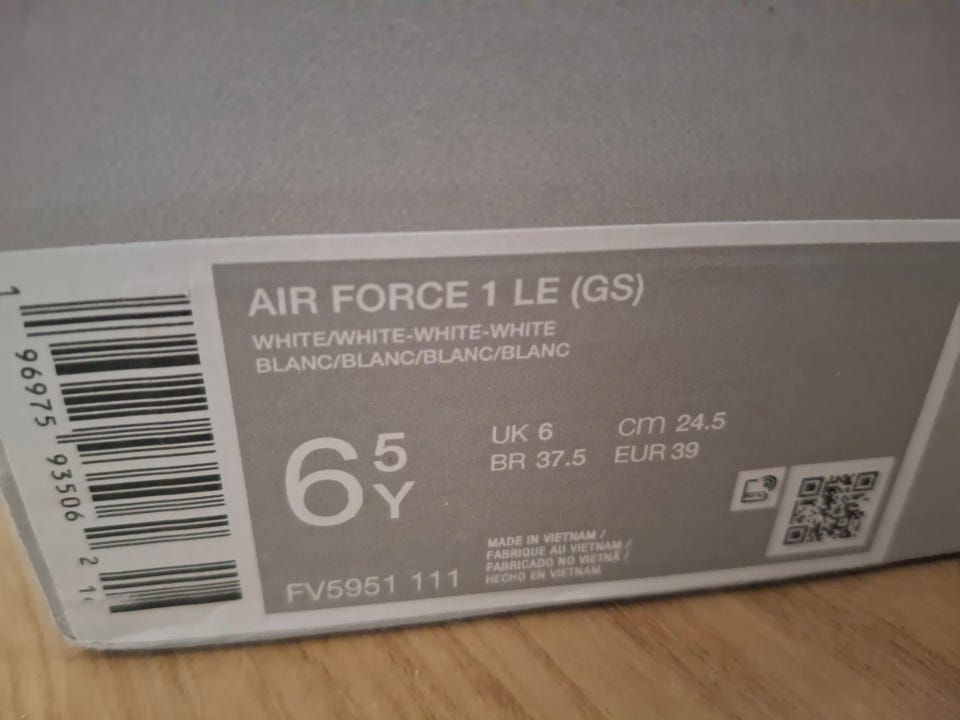 AIR FORCE 1 LE (GS)
WHITE/WHITE-WHITE-WHITE
BLANC/BLANC/BLANC/BLANC
6 5 Y
UK 6 cm 24.5
BR 37.5 EUR 39
MADE IN VIETNAM /
FABRIQUE AU VIETNAM /
FABRICADO NO VIETNÃ /
HECHO EN VIETNAM
FV5951 111
1 96975 93506 2